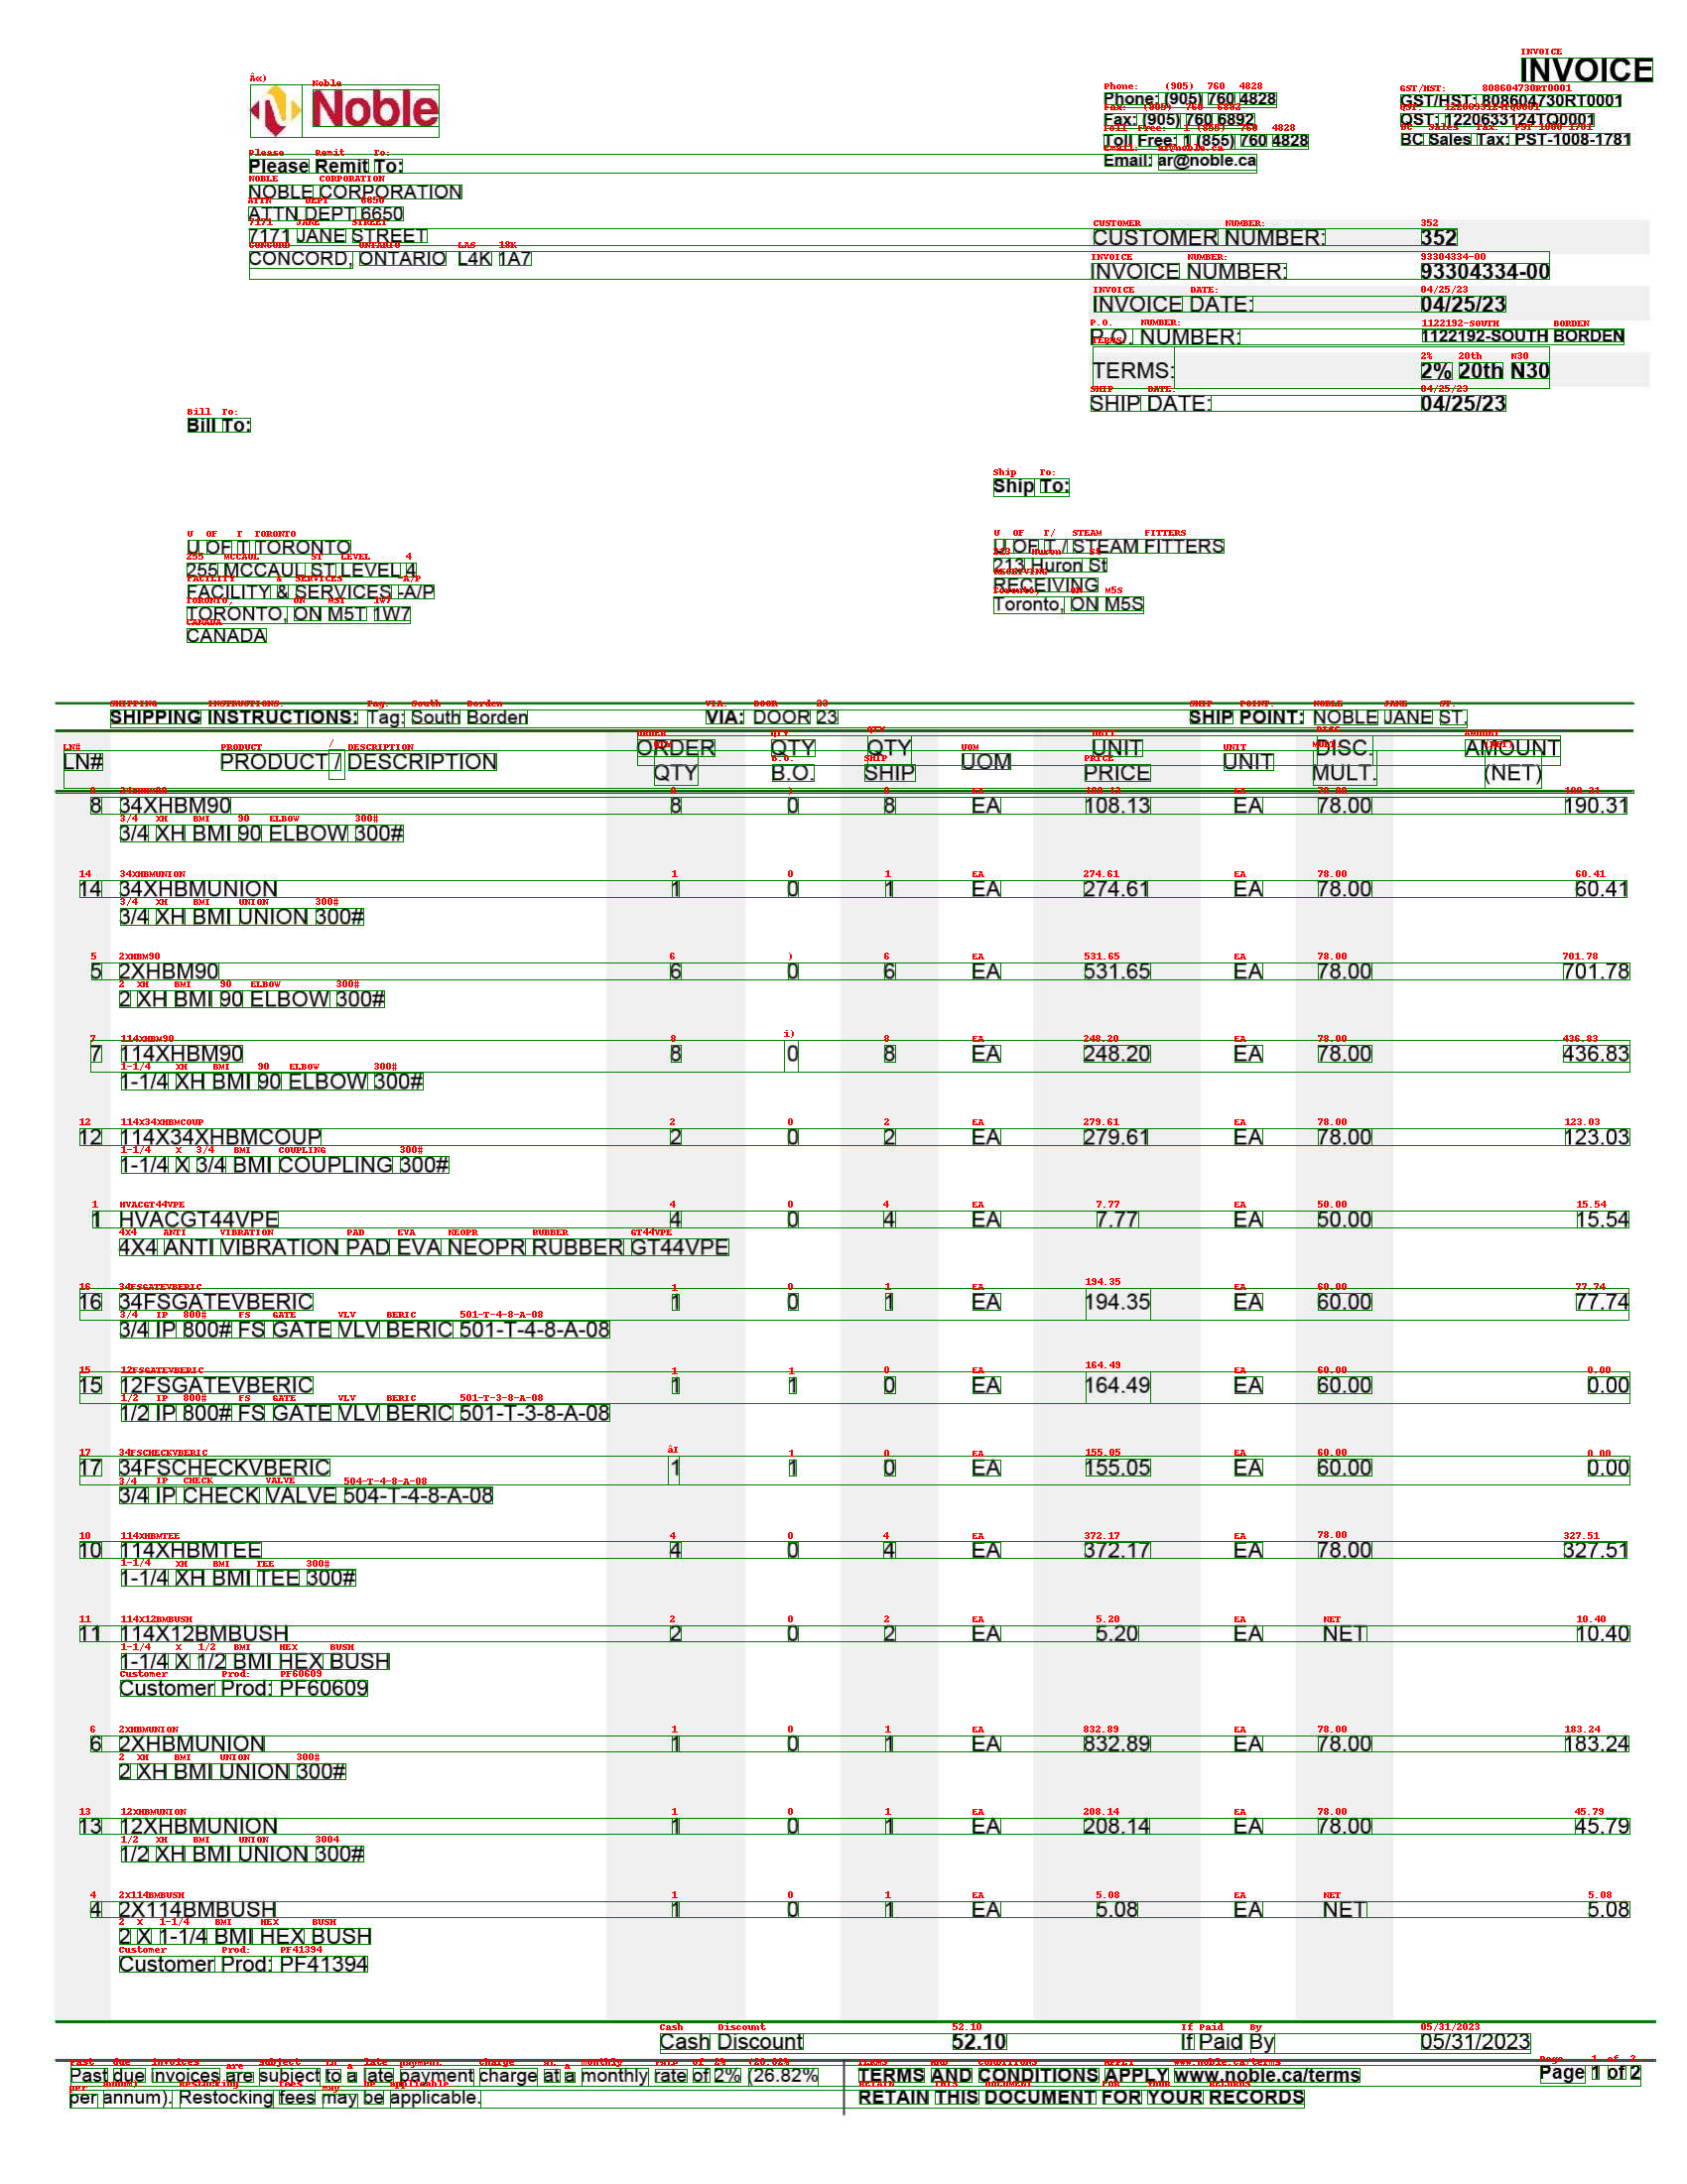 INVOICE
Noble
Phone: (905) 760 4828
Fax: (905) 760 6892
Toll Free: 1 (855) 760 4828
Email: ar@noble.ca
GST/HST: 808604730RT0001
QST: 1220633124TQ0001
BC Sales Tax: PST-1008-1781
Please Remit To:
NOBLE CORPORATION
ATTN DEPT 6650
7171 JANE STREET
CONCORD, ONTARIO L4K 1A7
CUSTOMER NUMBER: 352
INVOICE NUMBER: 93304334-00
INVOICE DATE: 04/25/23
P.O. NUMBER: 1122192-SOUTH BORDEN
TERMS: 2% 20th N30
SHIP DATE: 04/25/23
Bill To:
U OF T TORONTO
255 MCCAUL ST LEVEL 4
FACILITY & SERVICES -A/P
TORONTO, ON M5T 1W7
CANADA
Ship To:
U OF T / STEAM FITTERS
213 Huron St
RECEIVING
Toronto, ON M5S
SHIPPING INSTRUCTIONS: Tag: South Borden VIA: DOOR 23 SHIP POINT: NOBLE JANE ST.
LN# PRODUCT / DESCRIPTION ORDER QTY QTY B.O. QTY SHIP UOM UNIT PRICE UNIT DISC. MULT. AMOUNT (NET)
8 34XHBM90 8 0 8 EA 108.13 EA 78.00 190.31
3/4 XH BMI 90 ELBOW 300#
14 34XHBMUNION 1 0 1 EA 274.61 EA 78.00 60.41
3/4 XH BMI UNION 300#
5 2XHBM90 6 0 6 EA 531.65 EA 78.00 701.78
2 XH BMI 90 ELBOW 300#
7 114XHBM90 8 0 8 EA 248.20 EA 78.00 436.83
1-1/4 XH BMI 90 ELBOW 300#
12 114X34XHBMCOUP 2 0 2 EA 279.61 EA 78.00 123.03
1-1/4 X 3/4 BMI COUPLING 300#
1 HVACGT44VPE 4 0 4 EA 7.77 EA 50.00 15.54
4X4 ANTI VIBRATION PAD EVA NEOPR RUBBER GT44VPE
16 34FSGATEVBERIC 1 0 1 EA 194.35 EA 60.00 77.74
3/4 IP 800# FS GATE VLV BERIC 501-T-4-8-A-08
15 12FSGATEVBERIC 1 1 0 EA 164.49 EA 60.00 0.00
1/2 IP 800# FS GATE VLV BERIC 501-T-3-8-A-08
17 34FSCHECKVBERIC 1 1 0 EA 155.05 EA 60.00 0.00
3/4 IP CHECK VALVE 504-T-4-8-A-08
10 114XHBMTEE 4 0 4 EA 372.17 EA 78.00 327.51
1-1/4 XH BMI TEE 300#
11 114X12BMBUSH 2 0 2 EA 5.20 EA NET 10.40
1-1/4 X 1/2 BMI HEX BUSH
Customer Prod: PF60609
6 2XHBMUNION 1 0 1 EA 832.89 EA 78.00 183.24
2 XH BMI UNION 300#
13 12XHBMUNION 1 0 1 EA 208.14 EA 78.00 45.79
1/2 XH BMI UNION 300#
4 2X114BMBUSH 1 0 1 EA 5.08 EA NET 5.08
2 X 1-1/4 BMI HEX BUSH
Customer Prod: PF41394
Cash Discount 52.10 If Paid By 05/31/2023
Past due invoices are subject to a late payment charge at a monthly rate of 2% (26.82%
per annum). Restocking fees may be applicable.
TERMS AND CONDITIONS APPLY www.noble.ca/terms
RETAIN THIS DOCUMENT FOR YOUR RECORDS
Page 1 of 2